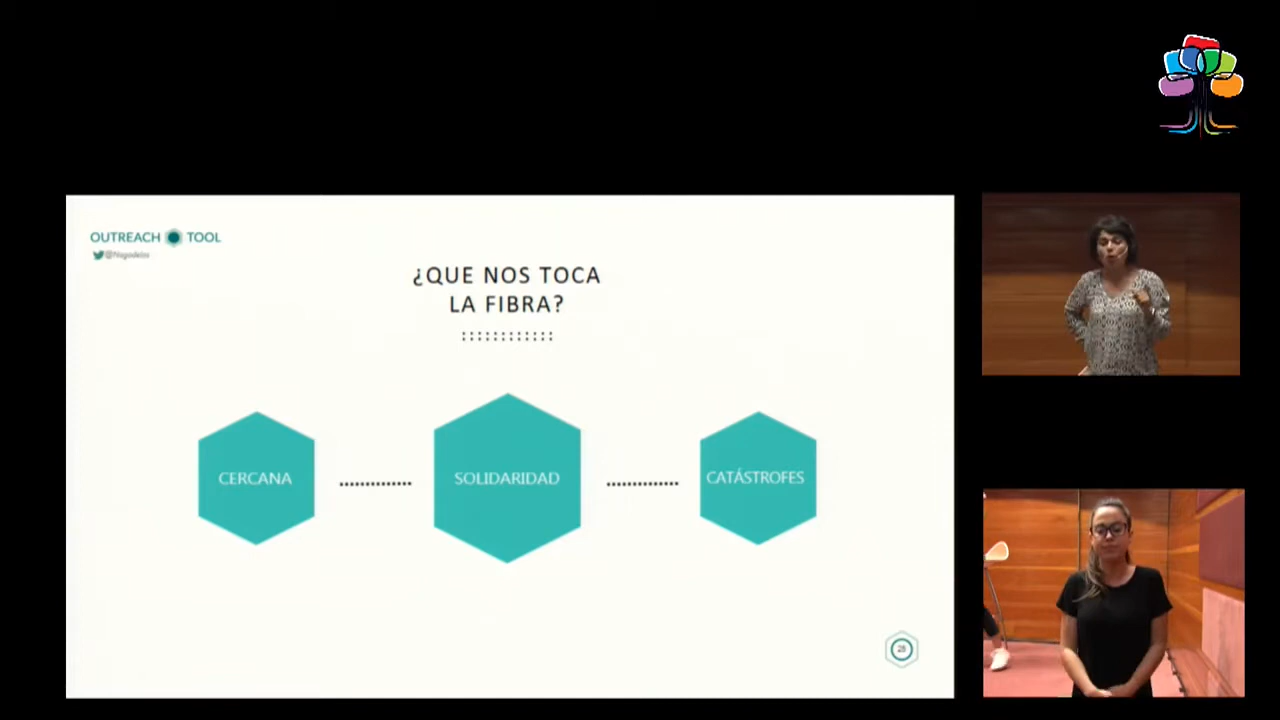 OUTREACH TOOL
¿QUE NOS TOCA
LA FIBRA?
CERCANA
SOLIDARIDAD
CATÁSTROFES